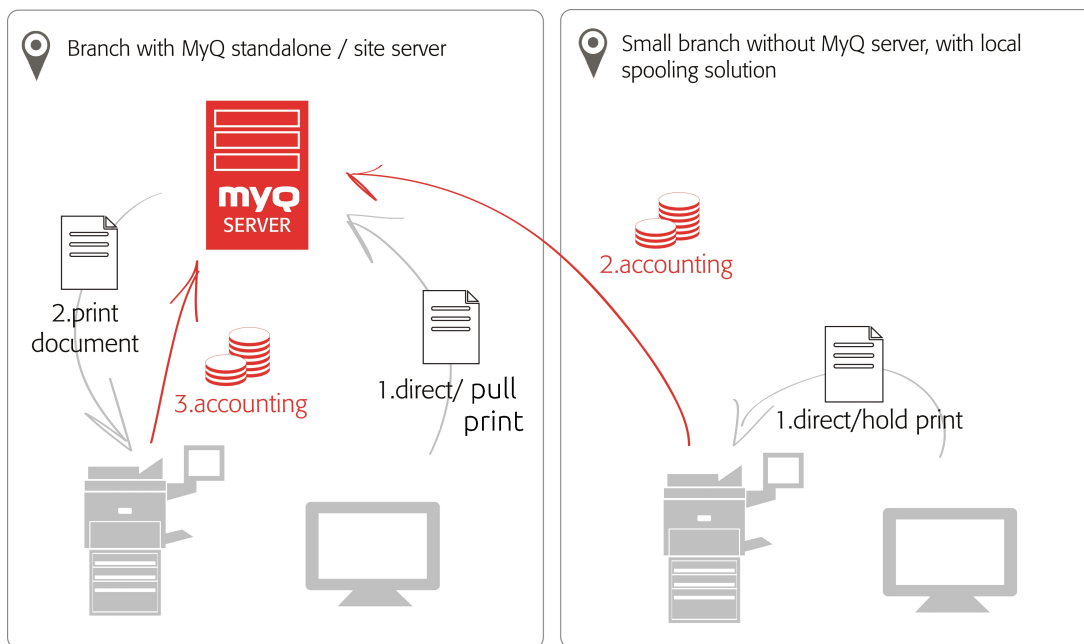 Branch with MyQ standalone / site server
myQ
SERVER
2.print
document
3.accounting
1.direct/ pull
print
Small branch without MyQ server, with local
spooling solution
2.accounting
1.direct/hold print